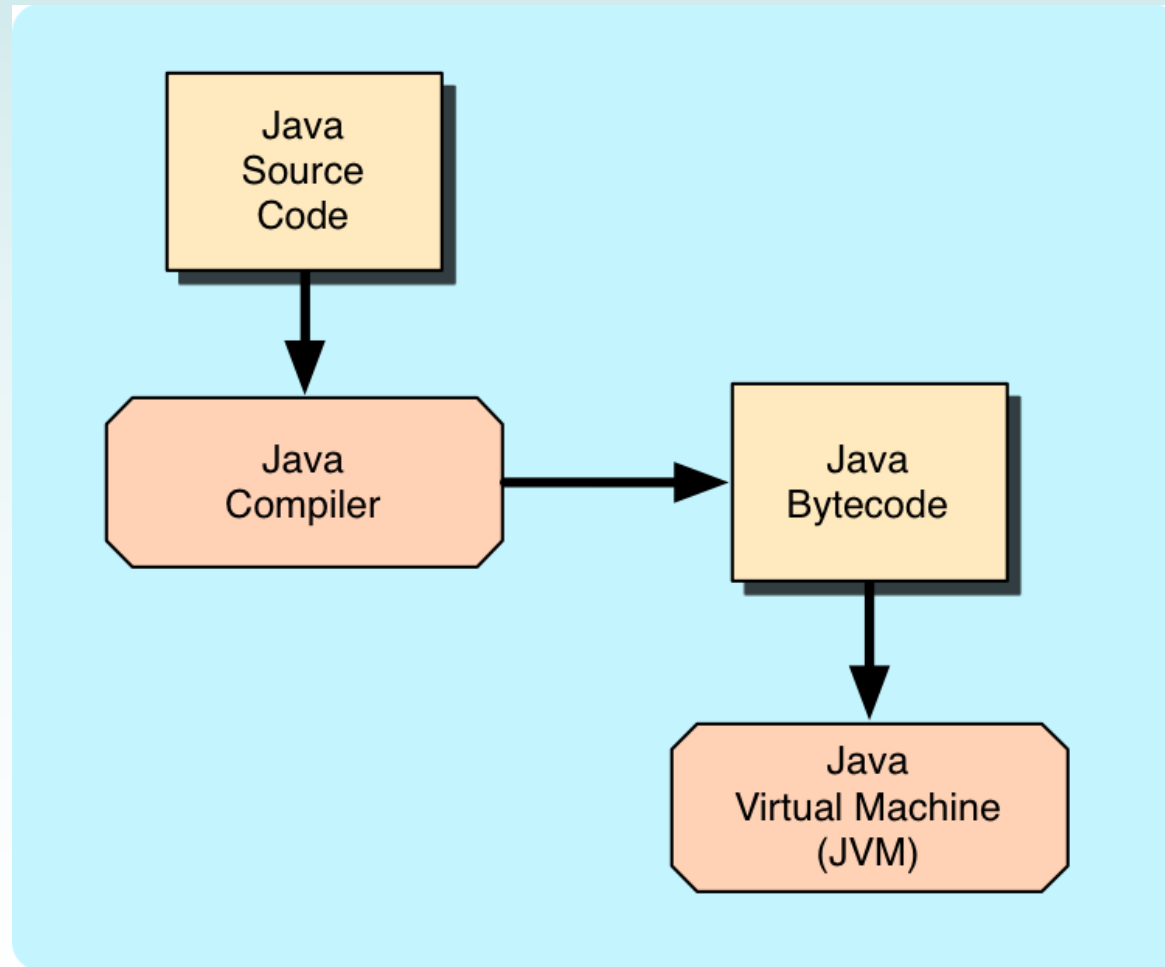 Java
Source
Code
Java
Compiler
Java
Bytecode
Java
Virtual Machine
(JVM)